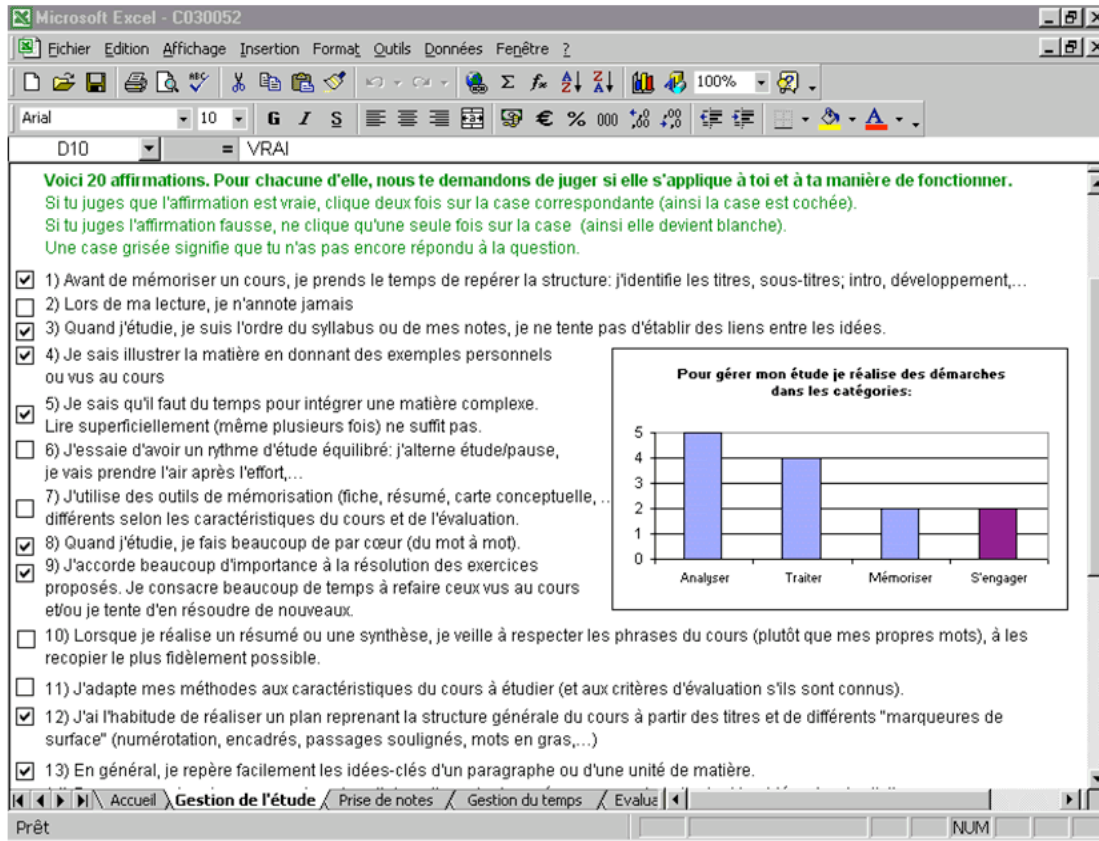 Microsoft Excel - C030052
Fichier Edition Affichage Insertion Format Outils Données Fenêtre ?
100%
Arial 10 G I S € % 000
D10 = VRAI
Voici 20 affirmations. Pour chacune d'elle, nous te demandons de juger si elle s'applique à toi et à ta manière de fonctionner.
Si tu juges que l'affirmation est vraie, clique deux fois sur la case correspondante (ainsi la case est cochée).
Si tu juges l'affirmation fausse, ne clique qu'une seule fois sur la case (ainsi elle devient blanche).
Une case grisée signifie que tu n'as pas encore répondu à la question.
1) Avant de mémoriser un cours, je prends le temps de repérer la structure: j'identifie les titres, sous-titres; intro, développement,...
2) Lors de ma lecture, je n'annote jamais
3) Quand j'étudie, je suis l'ordre du syllabus ou de mes notes, je ne tente pas d'établir des liens entre les idées.
4) Je sais illustrer la matière en donnant des exemples personnels
ou vus au cours
5) Je sais qu'il faut du temps pour intégrer une matière complexe.
Lire superficiellement (même plusieurs fois) ne suffit pas.
6) J'essaie d'avoir un rythme d'étude équilibré: j'alterne étude/pause,
je vais prendre l'air après l'effort,...
7) J'utilise des outils de mémorisation (fiche, résumé, carte conceptuelle, ..
différents selon les caractéristiques du cours et de l'évaluation.
8) Quand j'étudie, je fais beaucoup de par cœur (du mot à mot).
9) J'accorde beaucoup d'importance à la résolution des exercices
proposés. Je consacre beaucoup de temps à refaire ceux vus au cours
et/ou je tente d'en résoudre de nouveaux.
Pour gérer mon étude je réalise des démarches
dans les catégories:
5
4
3
2
1
0
Analyser Traiter Mémoriser S'engager
10) Lorsque je réalise un résumé ou une synthèse, je veille à respecter les phrases du cours (plutôt que mes propres mots), à les
recopier le plus fidèlement possible.
11) J'adapte mes méthodes aux caractéristiques du cours à étudier (et aux critères d'évaluation s'ils sont connus).
12) J'ai l'habitude de réaliser un plan reprenant la structure générale du cours à partir des titres et de différents "marqueures de
surface" (numérotation, encadrés, passages soulignés, mots en gras,...)
13) En général, je repère facilement les idées-clés d'un paragraphe ou d'une unité de matière.
Accueil Gestion de l'étude Prise de notes Gestion du temps Evalua
Prêt NUM